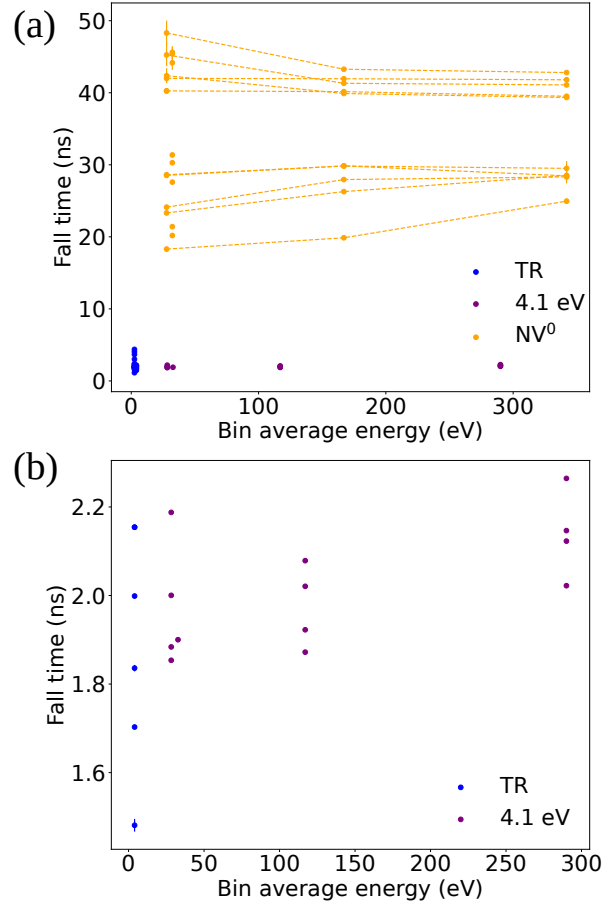 (a)
50
40
30
20
10
0
Fall time (ns)
TR
4.1 eV
NV⁰
0 100 200 300
Bin average energy (eV)
(b)
2.2
2.0
1.8
1.6
Fall time (ns)
TR
4.1 eV
0 50 100 150 200 250 300
Bin average energy (eV)